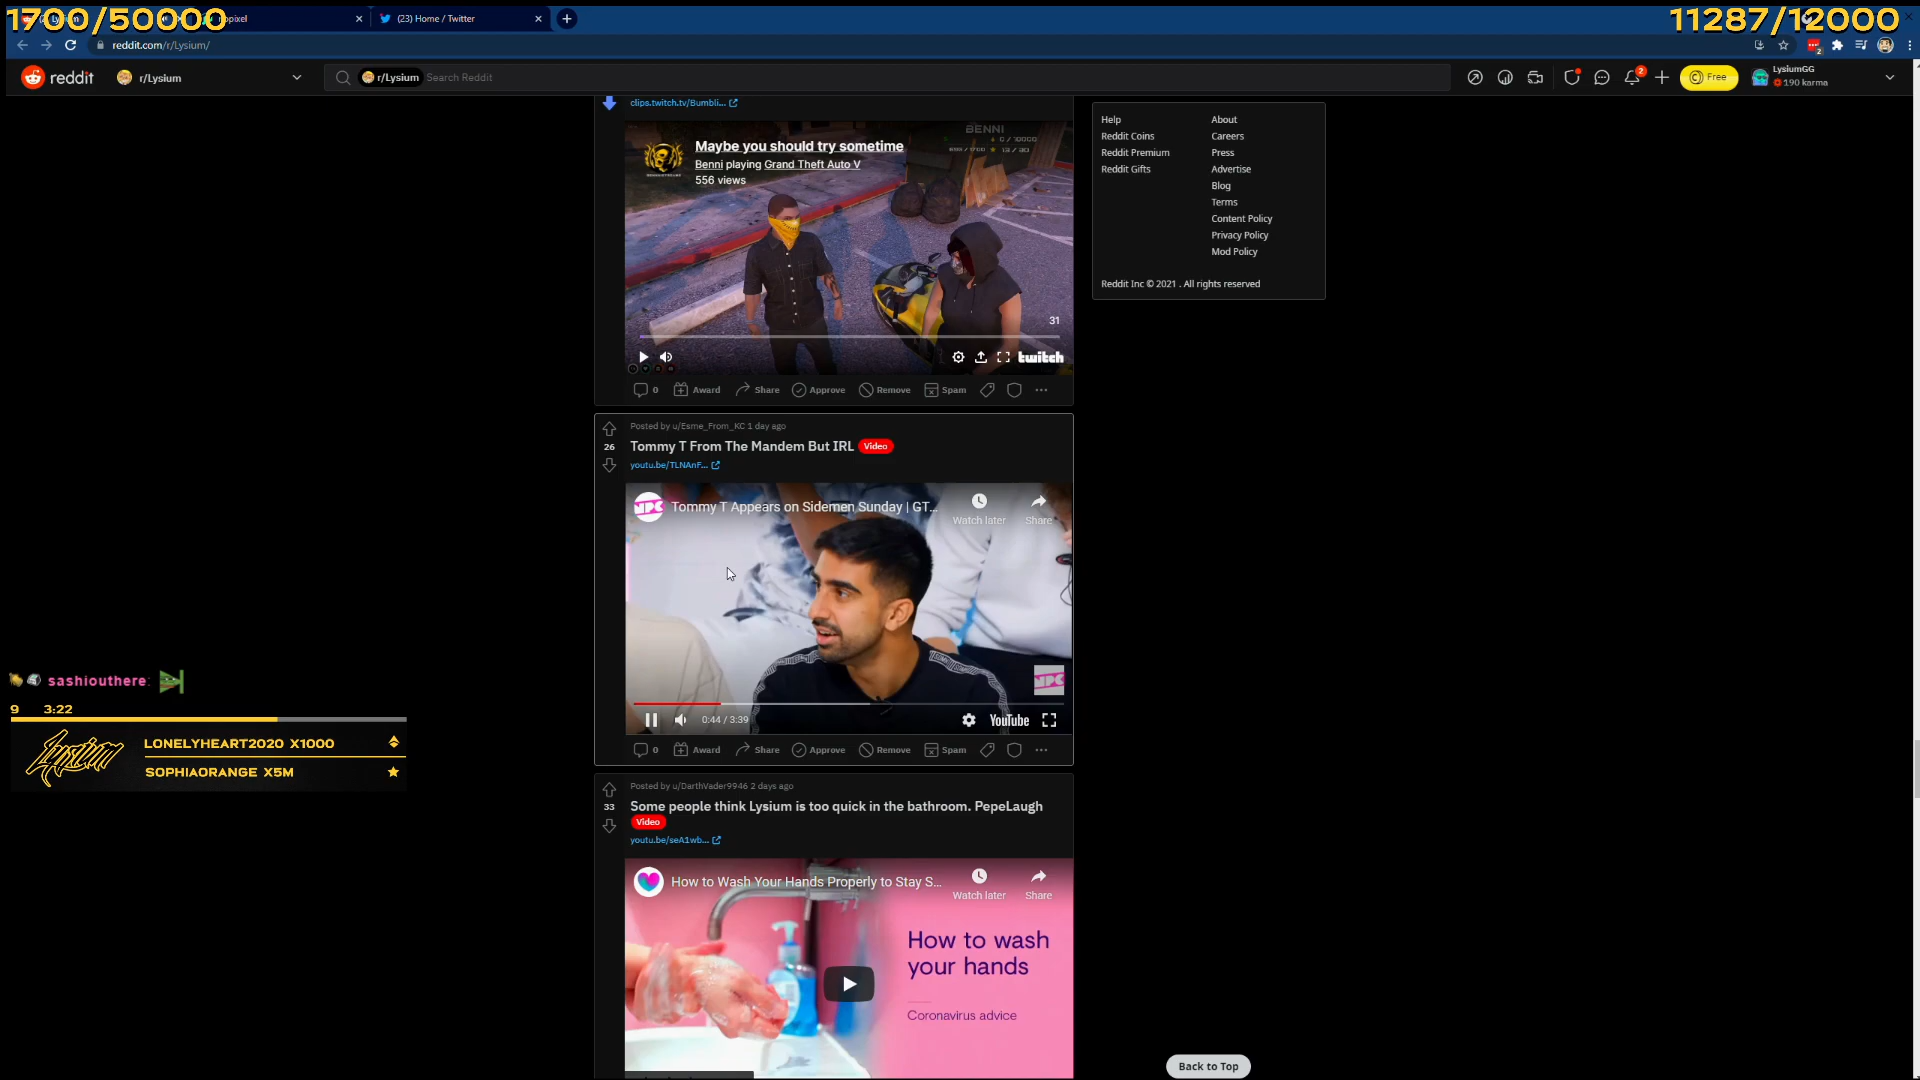 1700/50000
11287/12000
(23) Home / Twitter
reddit.com/r/Lysium/
reddit
r/Lysium
r/Lysium Search Reddit
2
Free
LysiumGG
190 karma
clips.twitch.tv/Bumbli...
BENNI
Maybe you should try sometime
Benni playing Grand Theft Auto V
556 views
31
twitch
0 Award Share Approve Remove Spam
Posted by u/Esme_From_KC 1 day ago
26
Tommy T From The Mandem But IRL Video
youtu.be/TLNAnF...
Tommy T Appears on Sidemen Sunday | GT...
Watch later
Share
NPC
0:44 / 3:39
YouTube
0 Award Share Approve Remove Spam
Posted by u/DarthVader9946 2 days ago
33
Some people think Lysium is too quick in the bathroom. PepeLaugh
Video
youtu.be/seA1wb...
How to Wash Your Hands Properly to Stay S...
Watch later
Share
How to wash
your hands
Coronavirus advice
Help
Reddit Coins
Reddit Premium
Reddit Gifts
About
Careers
Press
Advertise
Blog
Terms
Content Policy
Privacy Policy
Mod Policy
Reddit Inc © 2021 . All rights reserved
Back to Top
sashiouthere:
9 3:22
Lysium
LONELYHEART2020 X1000
SOPHIAORANGE X5M